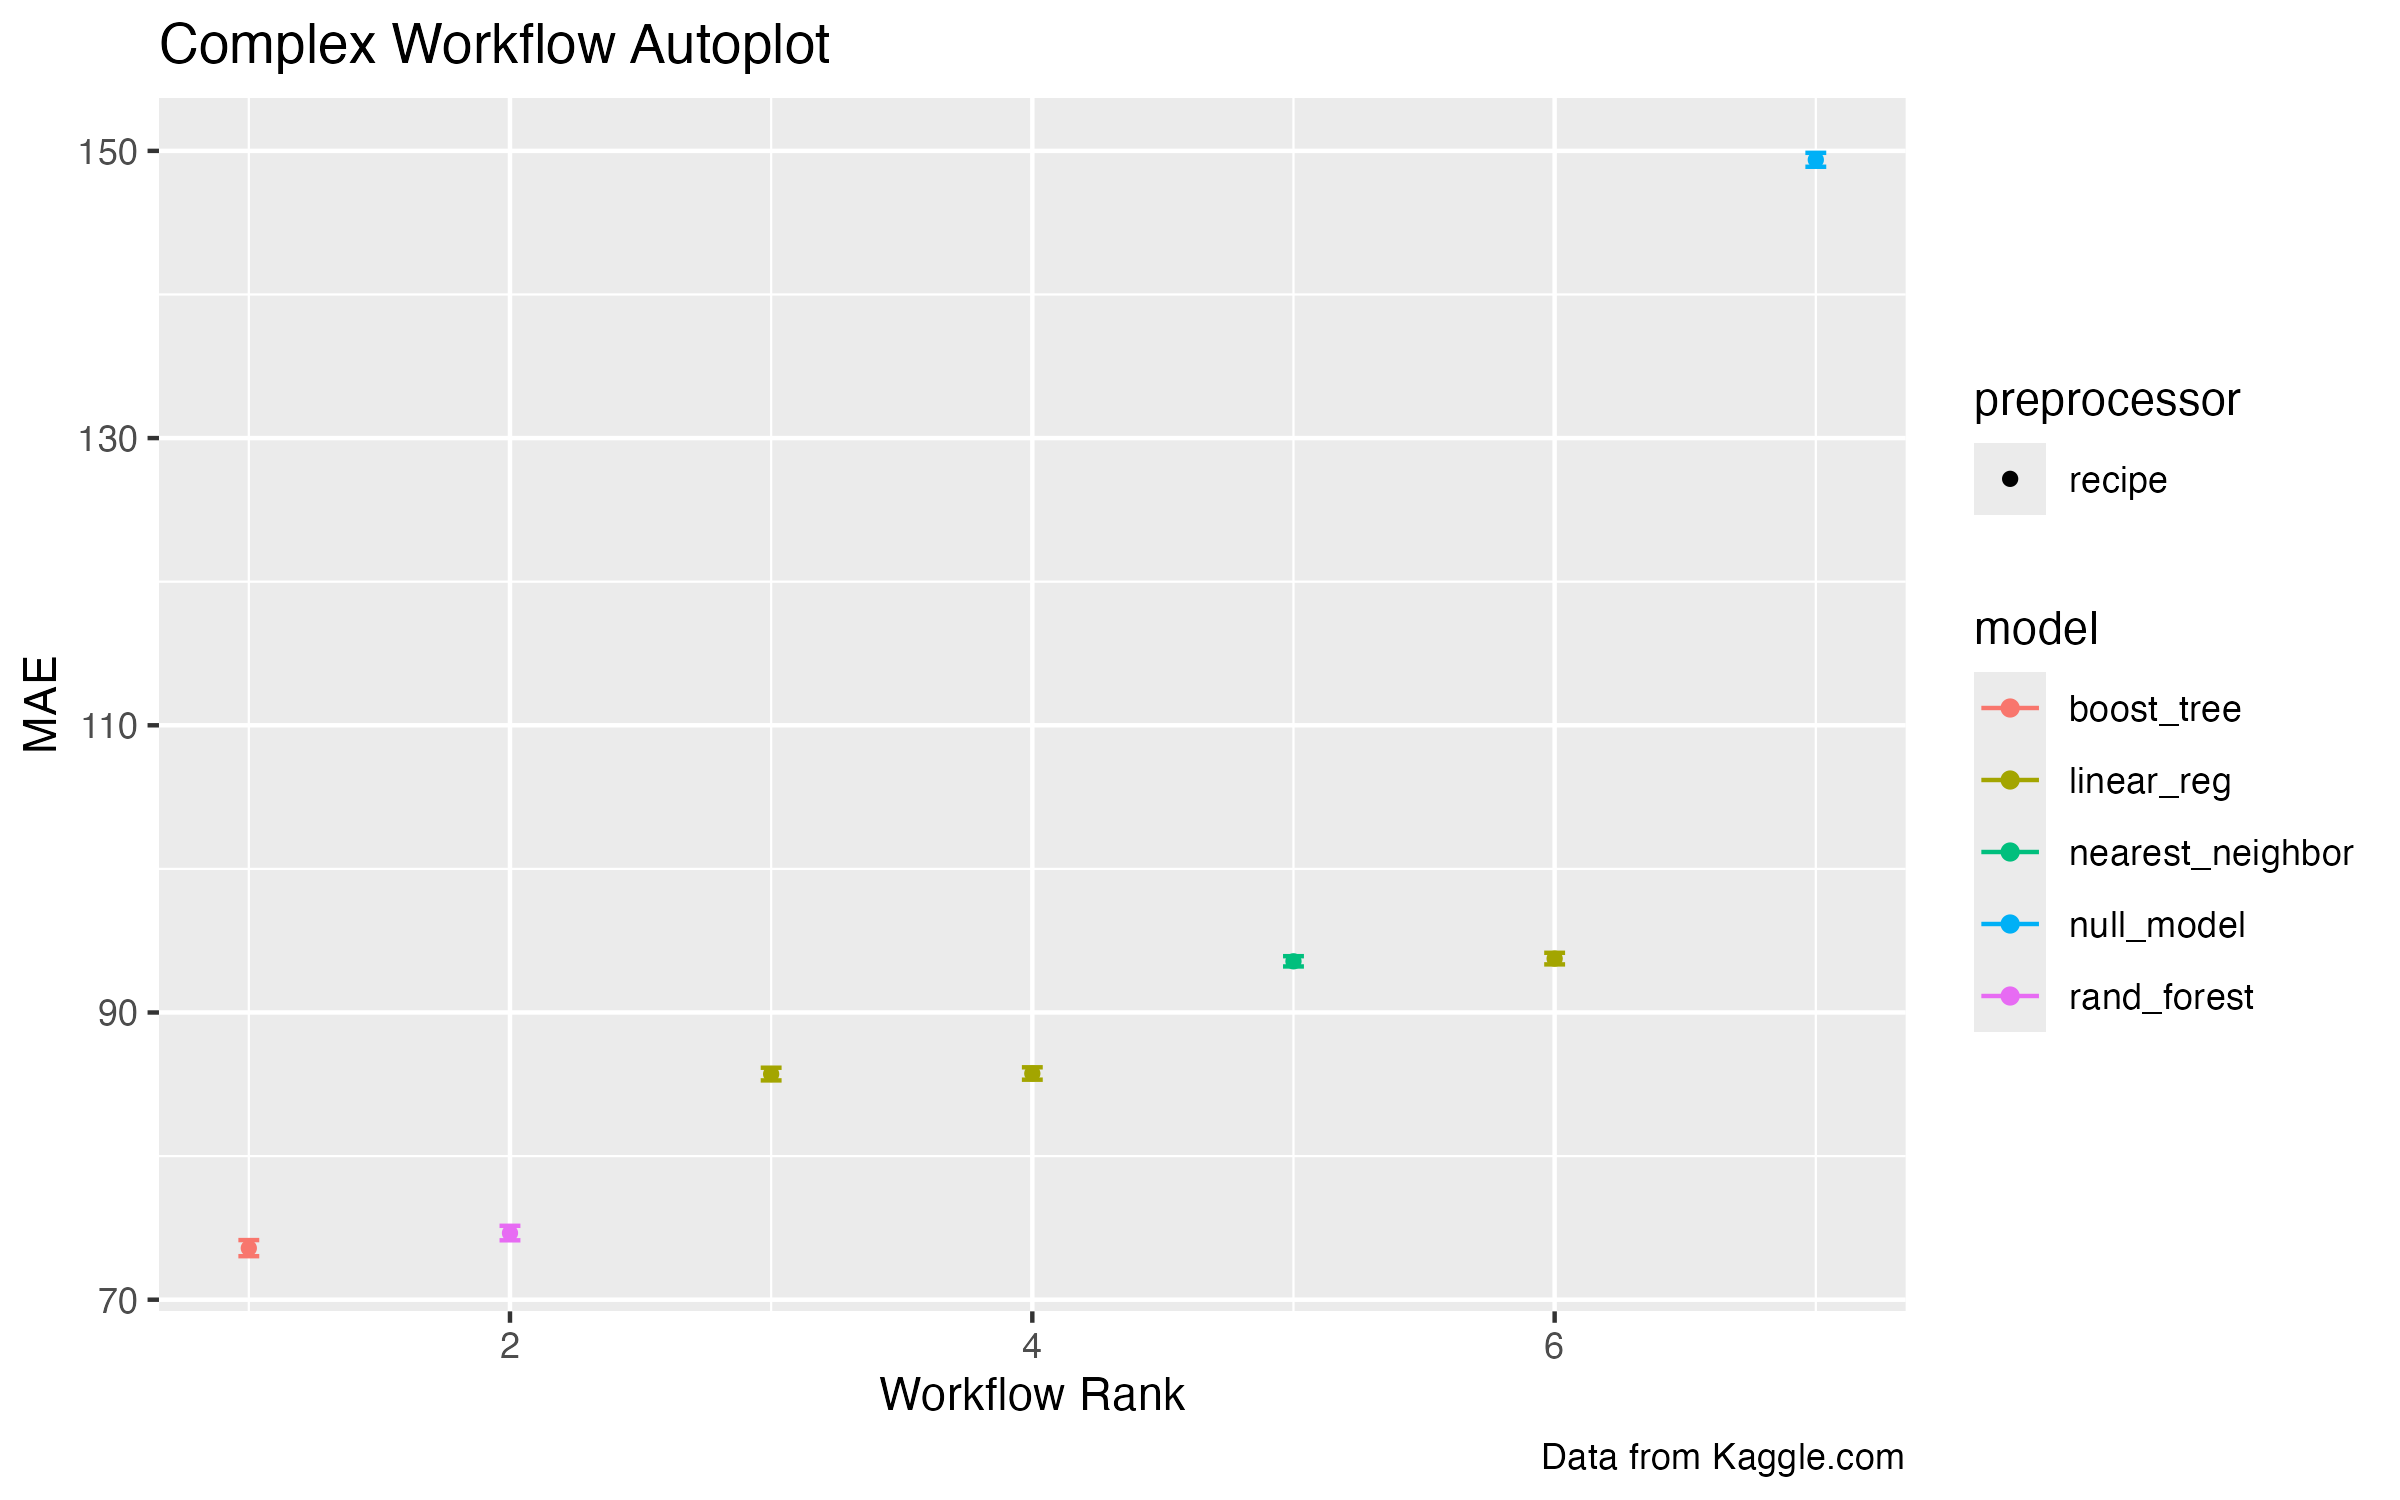 Complex Workflow Autoplot
MAE
150
130
110
90
70
2
4
6
Workflow Rank
preprocessor
recipe
model
boost_tree
linear_reg
nearest_neighbor
null_model
rand_forest
Data from Kaggle.com